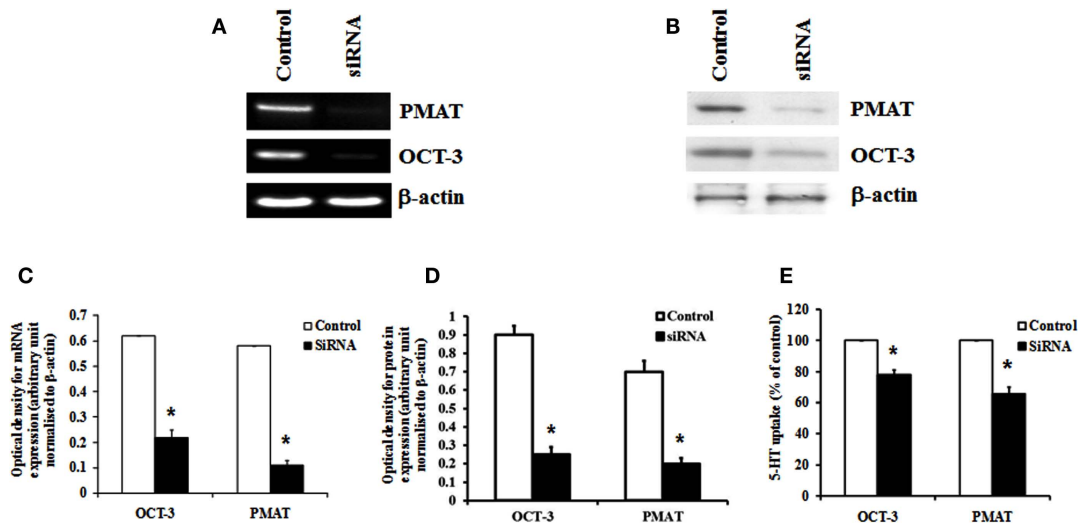 A
Control
siRNA
PMAT
OCT-3
β-actin
B
Control
siRNA
PMAT
OCT-3
β-actin
C
Optical density for mRNA
expression (arbitrary unit
normalised to β-actin)
0.7
0.6
0.5
0.4
0.3
0.2
0.1
0
Control
SiRNA
*
*
OCT-3
PMAT
D
Optical density for protein
expression (arbitrary unit
normalised to β-actin)
1
0.9
0.8
0.7
0.6
0.5
0.4
0.3
0.2
0.1
0
Control
siRNA
*
*
OCT-3
PMAT
E
5-HT uptake (% of control)
120
100
80
60
40
20
0
Control
SiRNA
*
*
OCT-3
PMAT